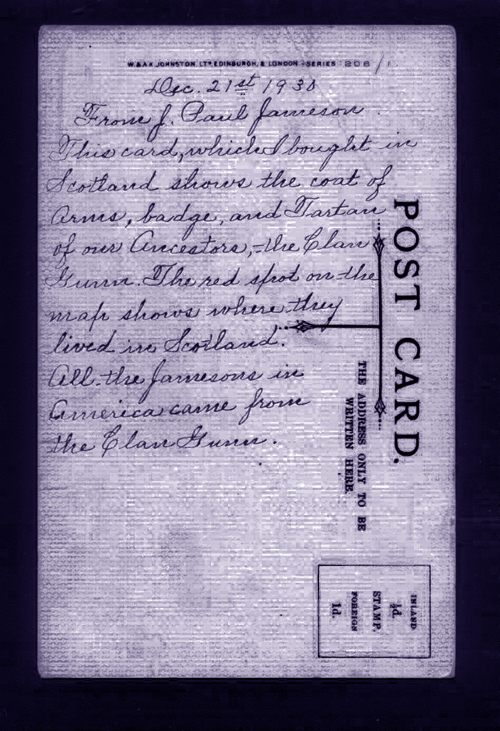 W. & A.K. JOHNSTON, LTD. EDINBURGH, & LONDON - SERIES 208/1
Dec. 21st 1930
From J. Paul Jameson
This card, which I bought in
Scotland shows the coat of
Arms, badge, and Tartan
of our Ancestors, - the Clan
Gunn. The red spot on the
map shows where they
lived in Scotland.
All the Jamesons in
America came from
the Clan Gunn.
POST CARD.
THE ADDRESS ONLY TO BE
WRITTEN HERE.
INLAND
½d.
STAMP.
FOREIGN
1d.